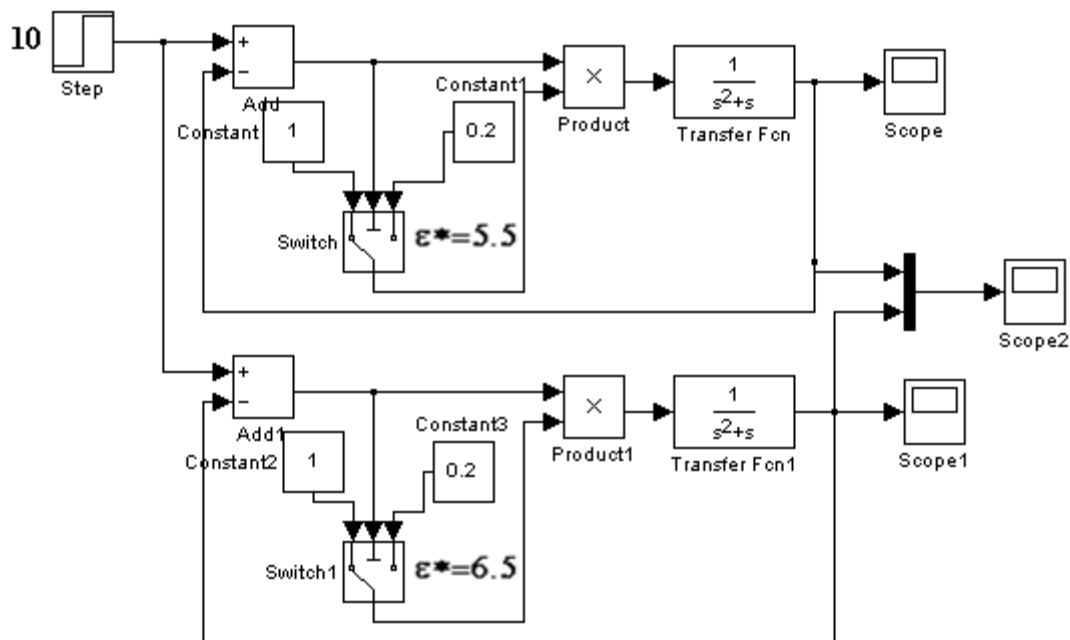 10
Step
+
−
Add
Constant
1
Constant1
0.2
Switch
ε*=5.5
×
Product
1
s²+s
Transfer Fcn
Scope
Scope2
+
−
Add1
Constant2
1
Constant3
0.2
Switch1
ε*=6.5
×
Product1
1
s²+s
Transfer Fcn1
Scope1